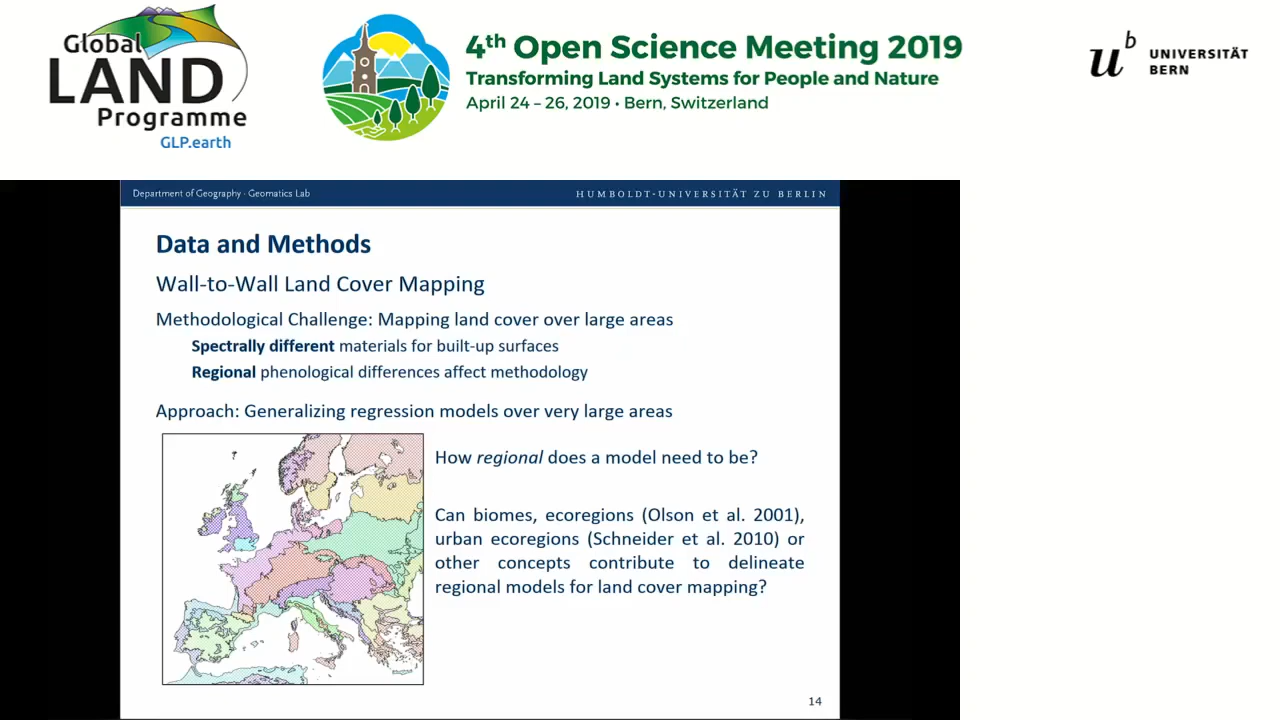 Global
LAND
Programme
GLP.earth
4th Open Science Meeting 2019
Transforming Land Systems for People and Nature
April 24 – 26, 2019 • Bern, Switzerland
u b UNIVERSITÄT
BERN
Department of Geography · Geomatics Lab
HUMBOLDT-UNIVERSITÄT ZU BERLIN
Data and Methods
Wall-to-Wall Land Cover Mapping
Methodological Challenge: Mapping land cover over large areas
Spectrally different materials for built-up surfaces
Regional phenological differences affect methodology
Approach: Generalizing regression models over very large areas
How regional does a model need to be?
Can biomes, ecoregions (Olson et al. 2001),
urban ecoregions (Schneider et al. 2010) or
other concepts contribute to delineate
regional models for land cover mapping?
14